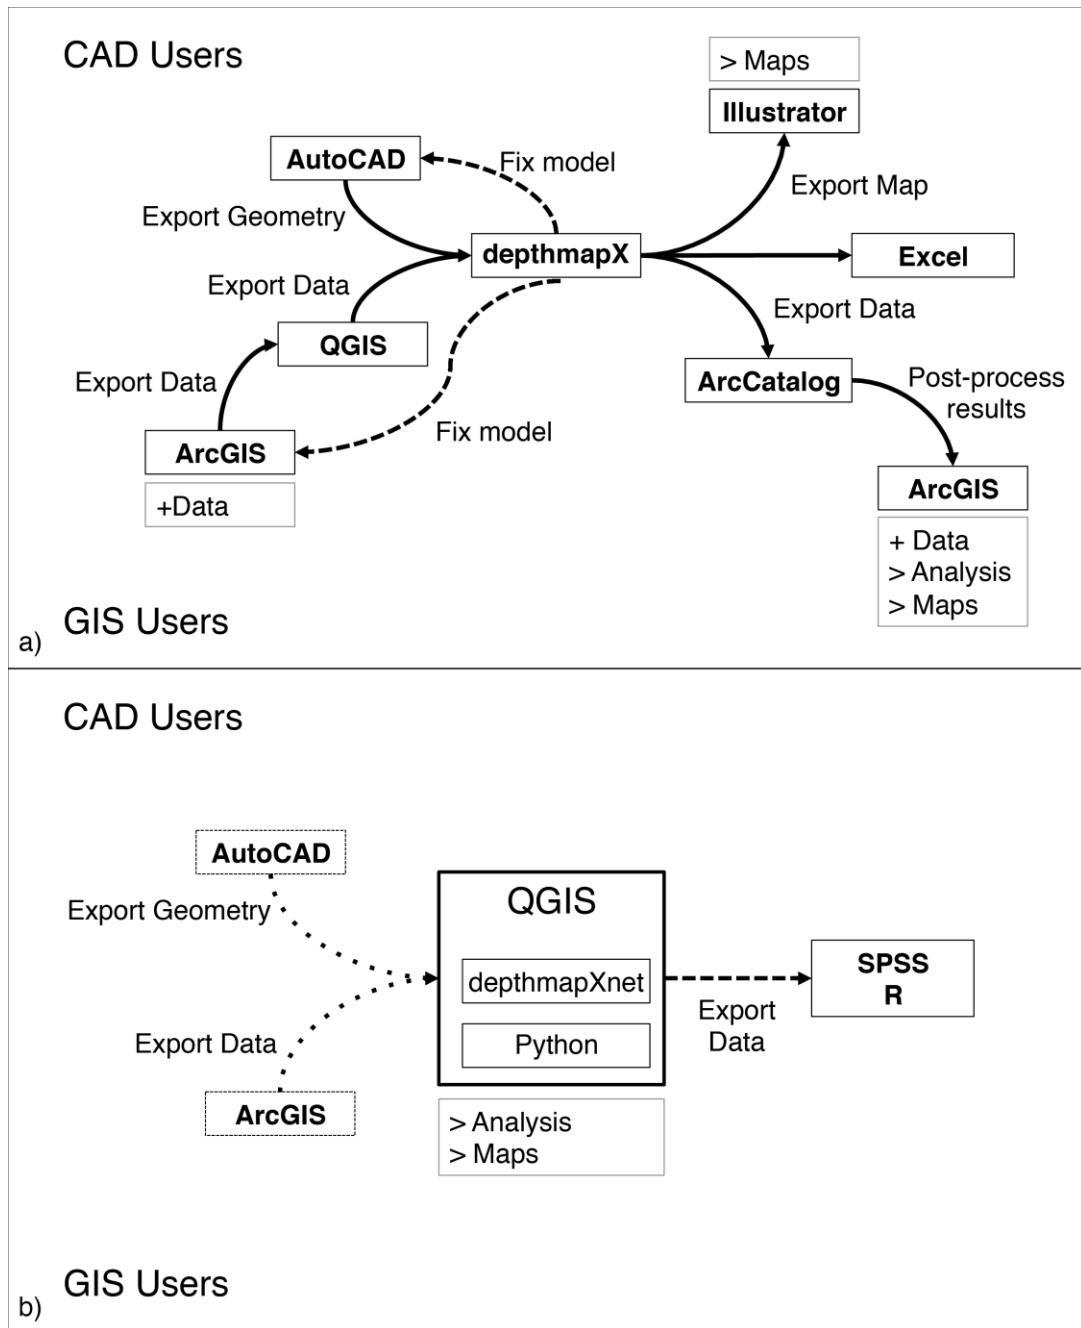 CAD Users
> Maps
Illustrator
AutoCAD
Fix model
Export Map
Export Geometry
depthmapX
Excel
Export Data
Export Data
QGIS
ArcCatalog
Post-process
results
Export Data
Fix model
ArcGIS
+Data
ArcGIS
+ Data
> Analysis
> Maps
GIS Users
a)
CAD Users
AutoCAD
Export Geometry
QGIS
depthmapXnet
Python
SPSS
R
Export
Data
Export Data
ArcGIS
> Analysis
> Maps
GIS Users
b)